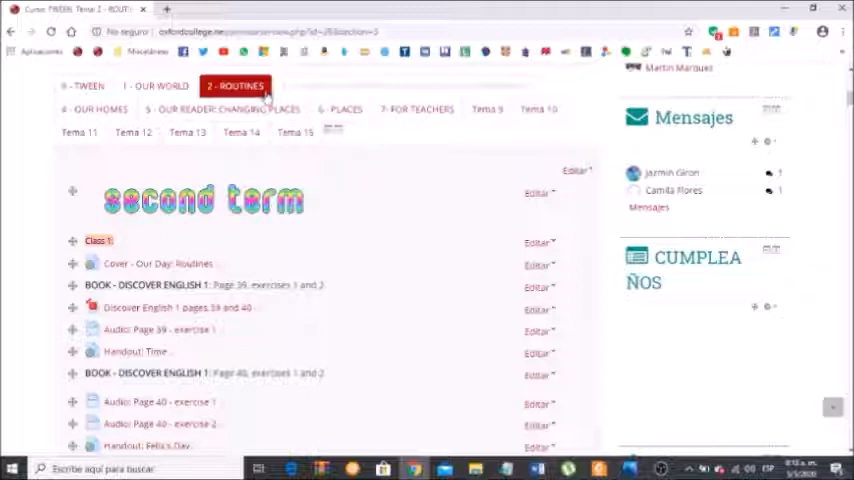 Curso: TWEEN, Tema: 2 - ROUTI
No seguro
Aplicaciones
Misceláneos
0 - TWEEN
1 - OUR WORLD
2 - ROUTINES
4 - OUR HOMES
5 - OUR READER: CHANGING PLACES
6 - PLACES
7- FOR TEACHERS
Tema 9
Tema 10
Tema 11
Tema 12
Tema 13
Tema 14
Tema 15
Editar
second term
Editar
Class 1:
Editar
Cover - Our Day: Routines
Editar
BOOK - DISCOVER ENGLISH 1: Page 39, exercises 1 and 2
Editar
Discover English 1 pages 39 and 40
Editar
Audio: Page 39 - exercise 1
Editar
Handout: Time
Editar
BOOK - DISCOVER ENGLISH 1: Page 40, exercises 1 and 2
Editar
Audio: Page 40 - exercise 1
Editar
Audio: Page 40 - exercise 2
Editar
Handout: Felix's Day
Editar
Martin Marquez
Mensajes
Jazmin Giron
1
Camila Flores
1
Mensajes
CUMPLEA
ÑOS
Escribe aquí para buscar
ESP
5/5/2020